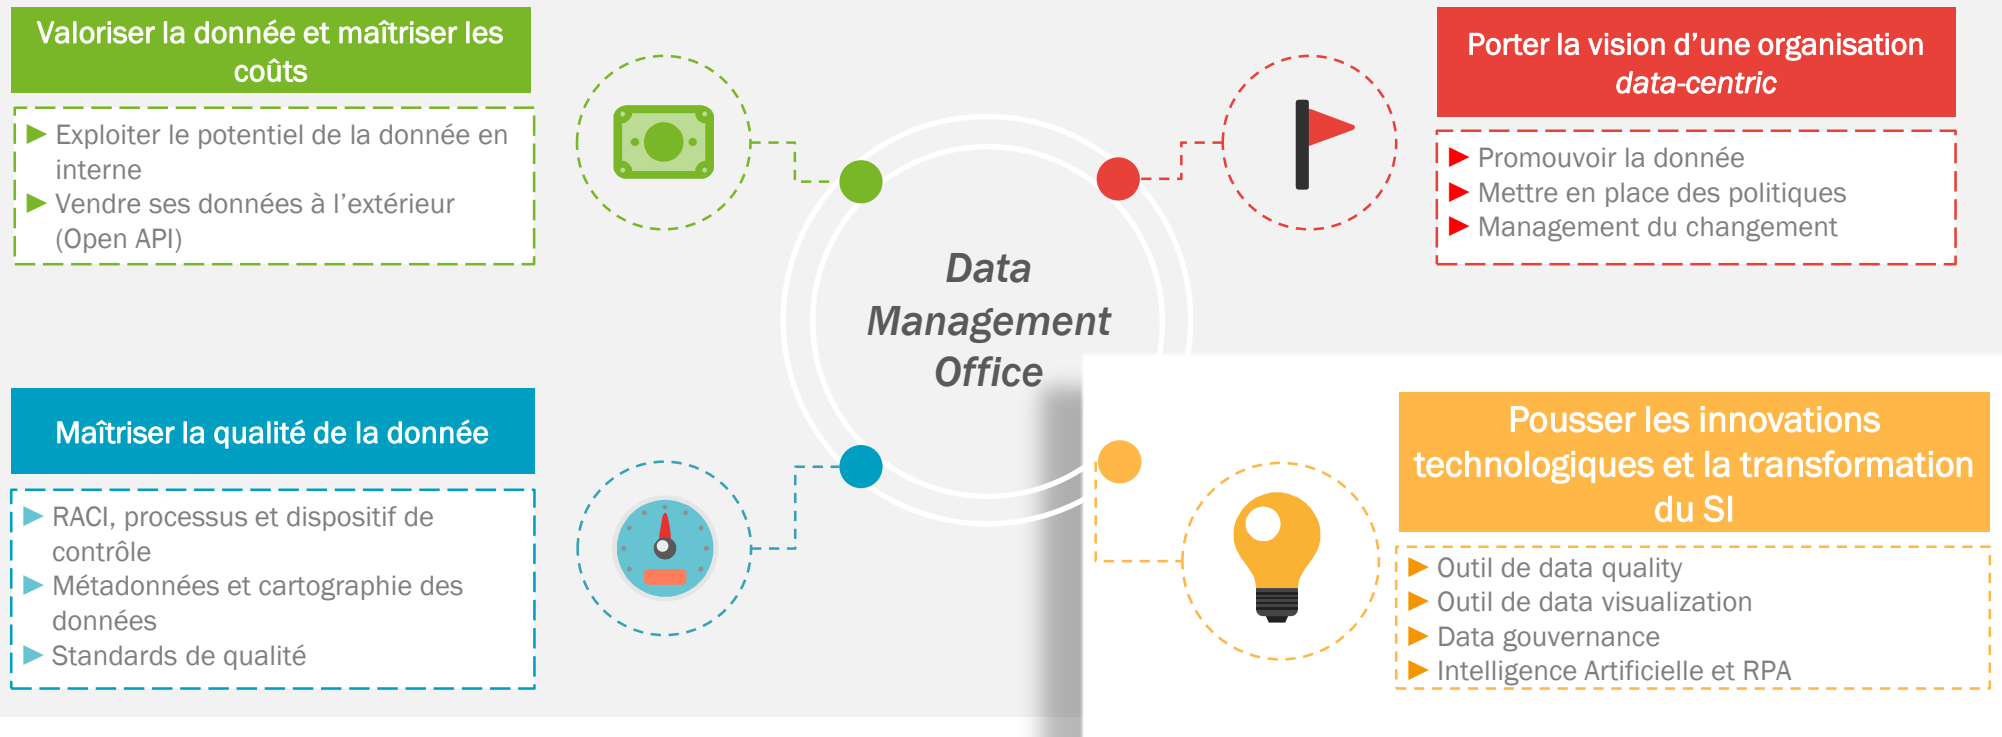 Valoriser la donnée et maîtriser les
coûts
Exploiter le potentiel de la donnée en
interne
Vendre ses données à l’extérieur
(Open API)
Porter la vision d’une organisation
data-centric
Promouvoir la donnée
Mettre en place des politiques
Management du changement
Data
Management
Office
Maîtriser la qualité de la donnée
RACI, processus et dispositif de
contrôle
Métadonnées et cartographie des
données
Standards de qualité
Pousser les innovations
technologiques et la transformation
du SI
Outil de data quality
Outil de data visualization
Data gouvernance
Intelligence Artificielle et RPA